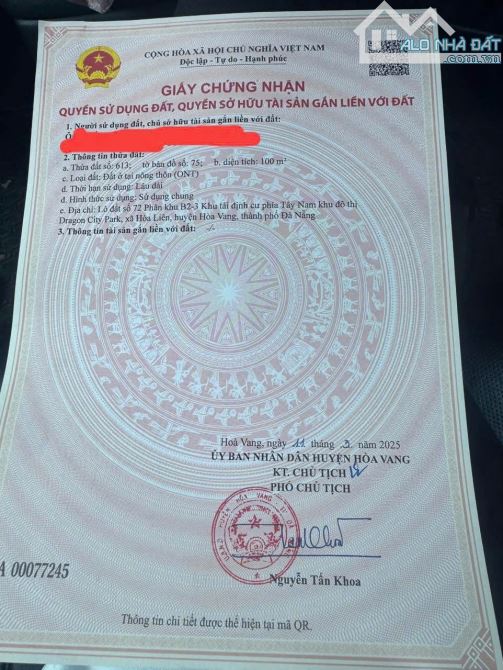 ALO NHÀ ĐẤT
CỘNG HÒA XÃ HỘI CHỦ NGHĨA VIỆT NAM
Độc lập - Tự do - Hạnh phúc
GIẤY CHỨNG NHẬN
QUYỀN SỬ DỤNG ĐẤT, QUYỀN SỞ HỮU TÀI SẢN GẮN LIỀN VỚI ĐẤT
1. Người sử dụng đất, chủ sở hữu tài sản gắn liền với đất:
2. Thông tin thửa đất:
a. Thửa đất số: 613; tờ bản đồ số: 75; b. diện tích: 100 m²
c. Loại đất: Đất ở tại nông thôn (ONT)
d. Thời hạn sử dụng: Lâu dài
đ. Hình thức sử dụng: Sử dụng chung
e. Địa chỉ: Lô đất số 72 Phân khu B2-3 Khu tái định cư phía Tây Nam khu đô thị
Dragon City Park, xã Hòa Liên, huyện Hòa Vang, thành phố Đà Nẵng
3. Thông tin tài sản gắn liền với đất: -/-
Hoà Vang, ngày 11 tháng 3 năm 2025
ỦY BAN NHÂN DÂN HUYỆN HÒA VANG
KT. CHỦ TỊCH
PHÓ CHỦ TỊCH
Nguyễn Tấn Khoa
A 00077245
Thông tin chi tiết được thể hiện tại mã QR.